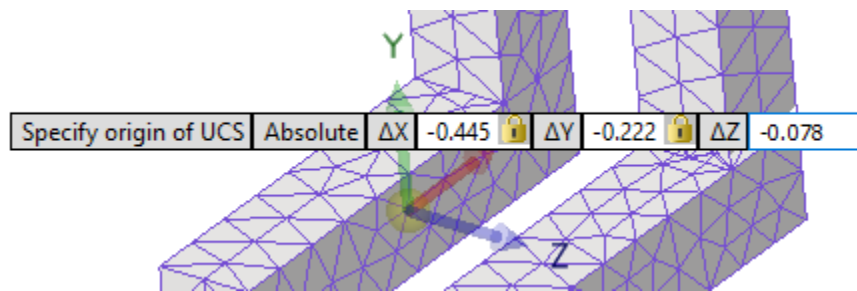 Y
Specify origin of UCS Absolute ΔX -0.445 ΔY -0.222 ΔZ -0.078
Z